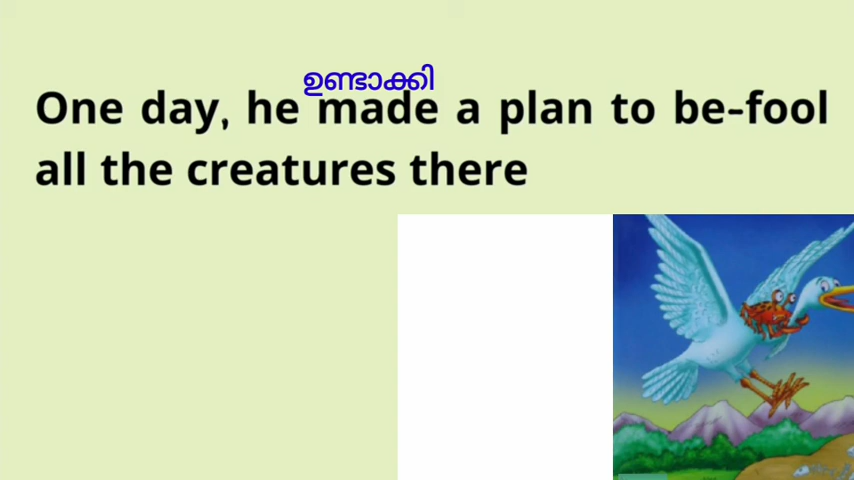 ഉണ്ടാക്കി
One day, he made a plan to be-fool
all the creatures there